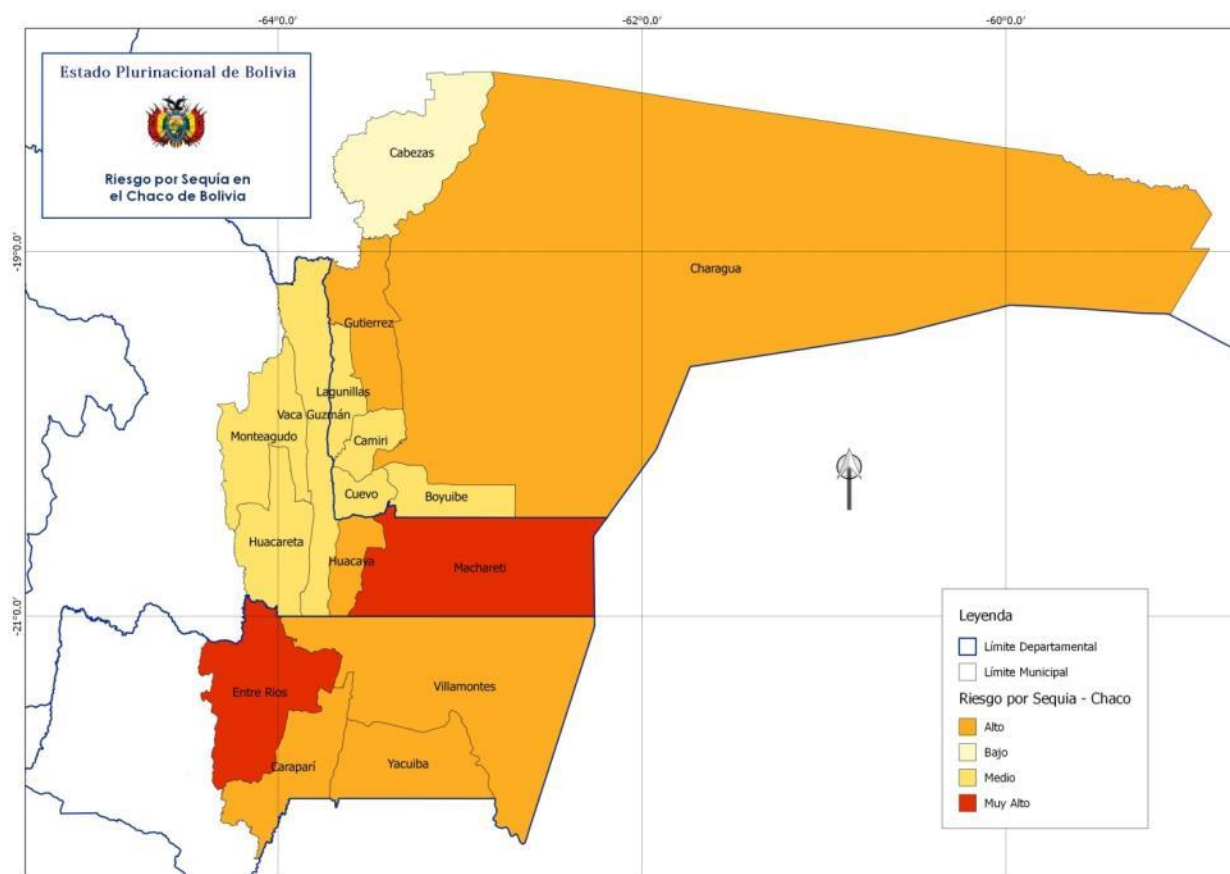 -64°0.0'
-62°0.0'
-60°0.0'
Estado Plurinacional de Bolivia
Riesgo por Sequía en
el Chaco de Bolivia
Cabezas
-19°0.0'
Charagua
Gutierrez
Lagunillas
Vaca Guzmán
Monteagudo
Camiri
Cuevo
Boyuibe
Huacareta
Huacaya
Machareti
-21°0.0'
Entre Rios
Villamontes
Caraparí
Yacuiba
Leyenda
Límite Departamental
Límite Municipal
Riesgo por Sequia - Chaco
Alto
Bajo
Medio
Muy Alto